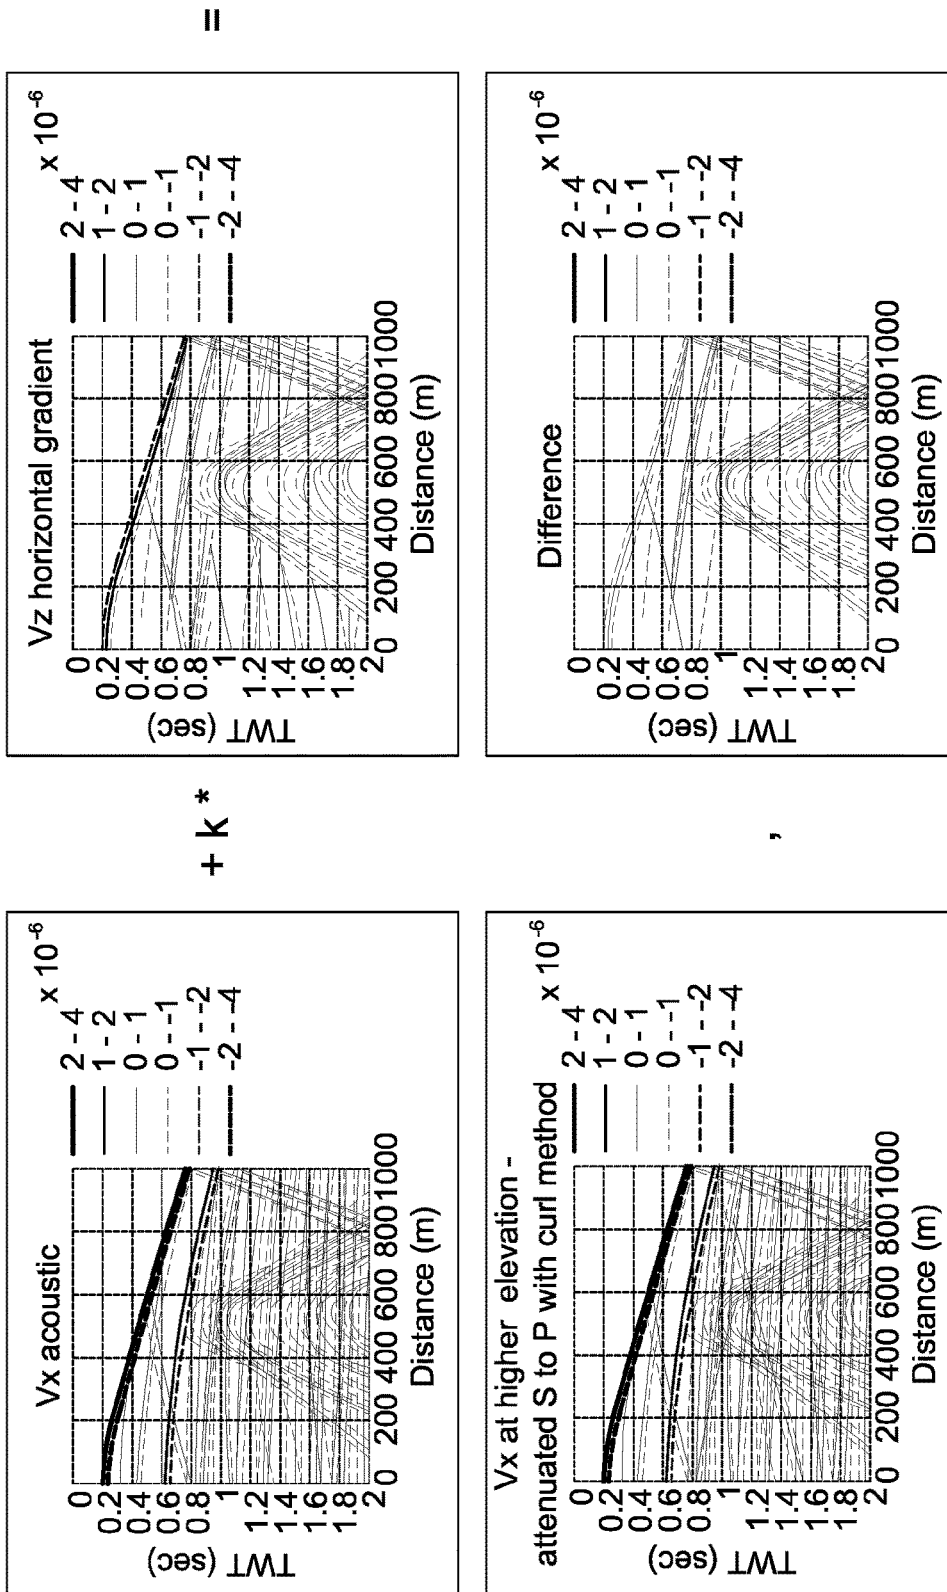 Vx acoustic
x 10⁻⁶
2 - 4
1 - 2
0 - 1
0 - -1
-1 - -2
-2 - -4
TWT (sec)
0
0.2
0.4
0.6
0.8
1
1.2
1.4
1.6
1.8
2
0 200 400 600 800 1000
Distance (m)
+ k *
Vz horizontal gradient
x 10⁻⁶
2 - 4
1 - 2
0 - 1
0 - -1
-1 - -2
-2 - -4
TWT (sec)
0
0.2
0.4
0.6
0.8
1
1.2
1.4
1.6
1.8
2
0 200 400 600 800 1000
Distance (m)
=
Vx at higher elevation -
attenuated S to P with curl method
x 10⁻⁶
2 - 4
1 - 2
0 - 1
0 - -1
-1 - -2
-2 - -4
TWT (sec)
0
0.2
0.4
0.6
0.8
1
1.2
1.4
1.6
1.8
2
0 200 400 600 800 1000
Distance (m)
,
Difference
x 10⁻⁶
2 - 4
1 - 2
0 - 1
0 - -1
-1 - -2
-2 - -4
TWT (sec)
0
0.2
0.4
0.6
0.8
1
1.2
1.4
1.6
1.8
2
0 200 400 600 800 1000
Distance (m)